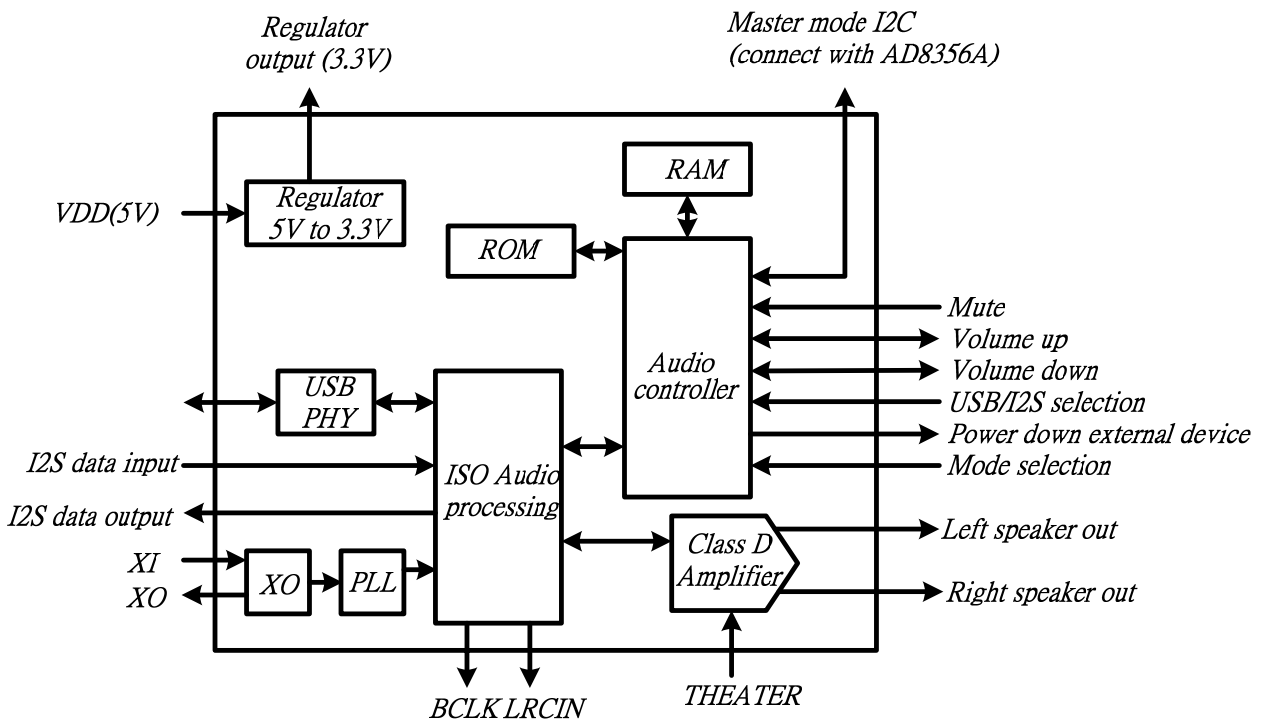 Regulator
output (3.3V)
Master mode I2C
(connect with AD8356A)
RAM
VDD(5V)
Regulator
5V to 3.3V
ROM
Mute
Volume up
Audio
controller
Volume down
USB
PHY
USB/I2S selection
Power down external device
I2S data input
ISO Audio
processing
Mode selection
I2S data output
Class D
Amplifier
Left speaker out
XI
XO
XO
PLL
Right speaker out
BCLK LRCIN
THEATER